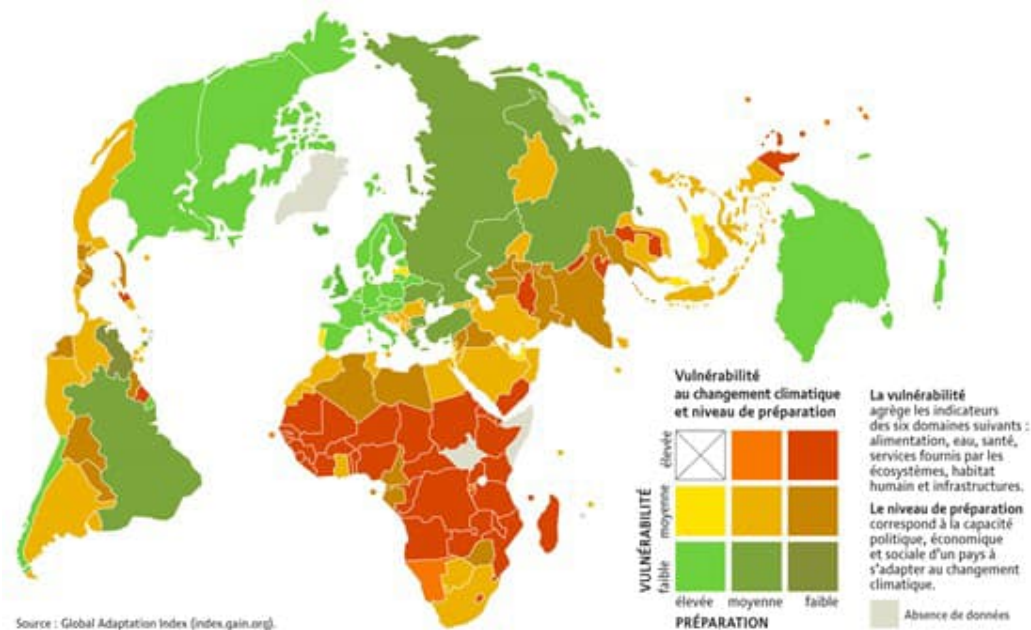 Vulnérabilité
au changement climatique
et niveau de préparation
élevée
moyenne
faible
VULNÉRABILITÉ
élevée moyenne faible
PRÉPARATION
La vulnérabilité
agrège les indicateurs
des six domaines suivants :
alimentation, eau, santé,
services fournis par les
écosystèmes, habitat
humain et infrastructures.
Le niveau de préparation
correspond à la capacité
politique, économique
et sociale d'un pays à
s'adapter au changement
climatique.
Absence de données
Source : Global Adaptation Index (index.gain.org).